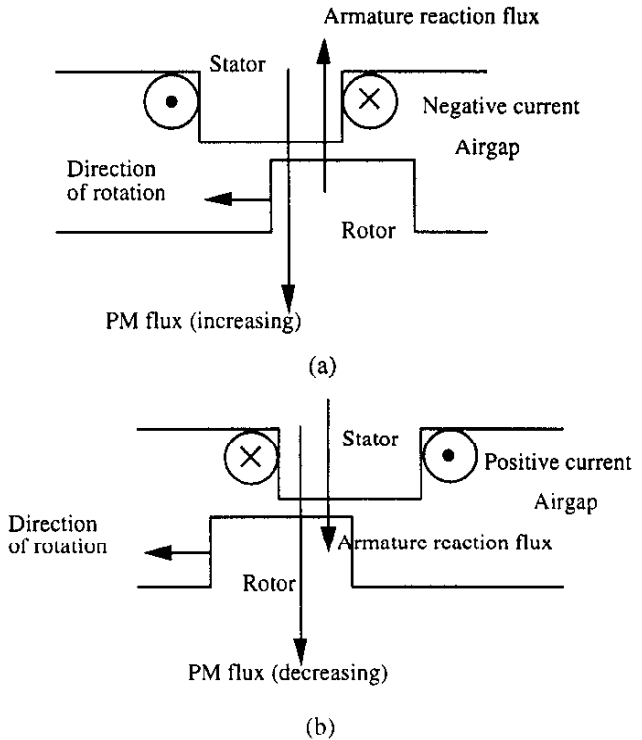 Armature reaction flux
Stator
Negative current
Airgap
Direction
of rotation
Rotor
PM flux (increasing)
(a)
Stator
Positive current
Airgap
Direction
of rotation
Armature reaction flux
Rotor
PM flux (decreasing)
(b)